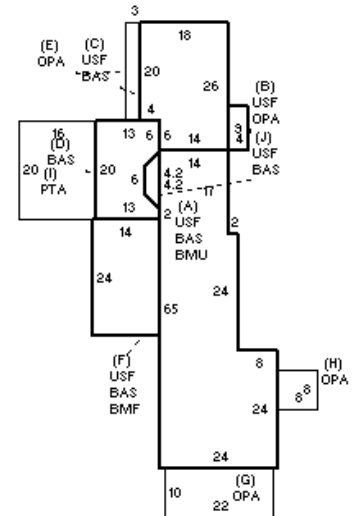 3
(E)
OPA
(C)
USF
BAS
18
20
26
4
(B)
USF
OPA
13
6
6
14
9
4
(J)
USF
BAS
16
(D)
BAS
20
(I)
PTA
20
6
14
4.2
4.2
17
13
2
(A)
USF
BAS
BMU
2
14
24
65
24
(F)
USF
BAS
BMF
8
(H)
OPA
8
8
24
24
10
(G)
OPA
22